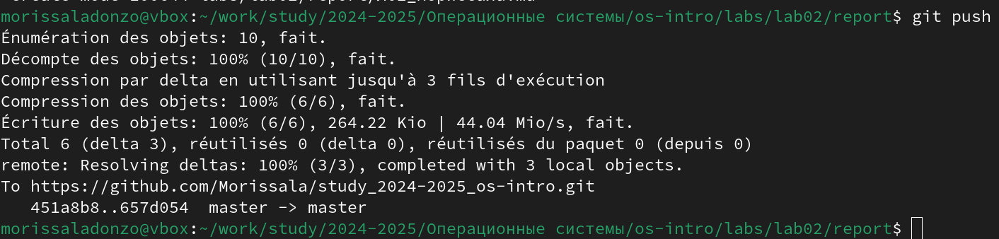 morissaladonzo@vbox:~/work/study/2024-2025/Операционные системы/os-intro/labs/lab02/report$ git push
Énumération des objets: 10, fait.
Décompte des objets: 100% (10/10), fait.
Compression par delta en utilisant jusqu'à 3 fils d'exécution
Compression des objets: 100% (6/6), fait.
Écriture des objets: 100% (6/6), 264.22 Kio | 44.04 Mio/s, fait.
Total 6 (delta 3), réutilisés 0 (delta 0), réutilisés du paquet 0 (depuis 0)
remote: Resolving deltas: 100% (3/3), completed with 3 local objects.
To https://github.com/Morissala/study_2024-2025_os-intro.git
   451a8b8..657d054  master -> master
morissaladonzo@vbox:~/work/study/2024-2025/Операционные системы/os-intro/labs/lab02/report$